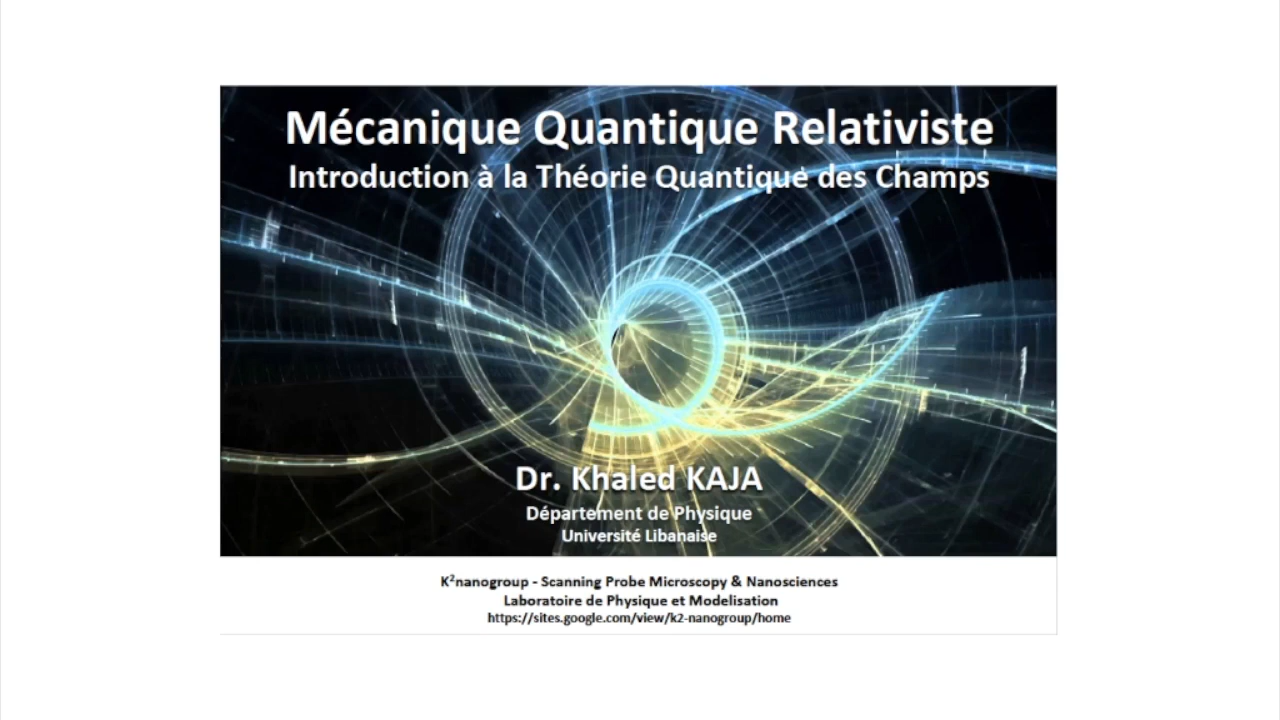 Mécanique Quantique Relativiste
Introduction à la Théorie Quantique des Champs
Dr. Khaled KAJA
Département de Physique
Université Libanaise
K²nanogroup - Scanning Probe Microscopy & Nanosciences
Laboratoire de Physique et Modelisation
https://sites.google.com/view/k2-nanogroup/home